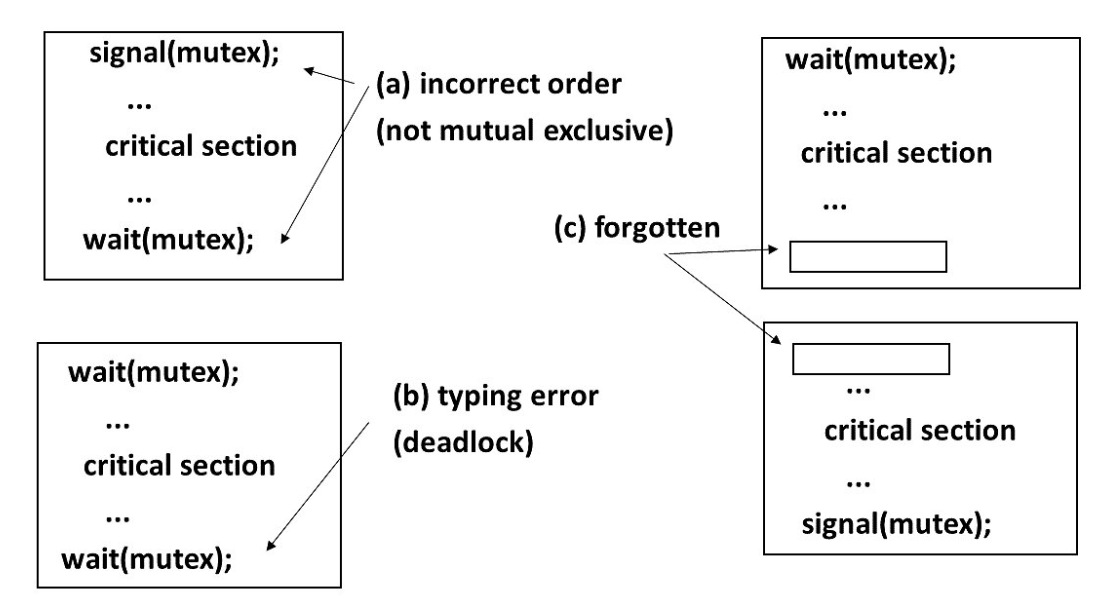 signal(mutex);
...
critical section
...
wait(mutex);
(a) incorrect order
(not mutual exclusive)
wait(mutex);
...
critical section
...
(c) forgotten
wait(mutex);
...
critical section
...
wait(mutex);
(b) typing error
(deadlock)
...
critical section
...
signal(mutex);